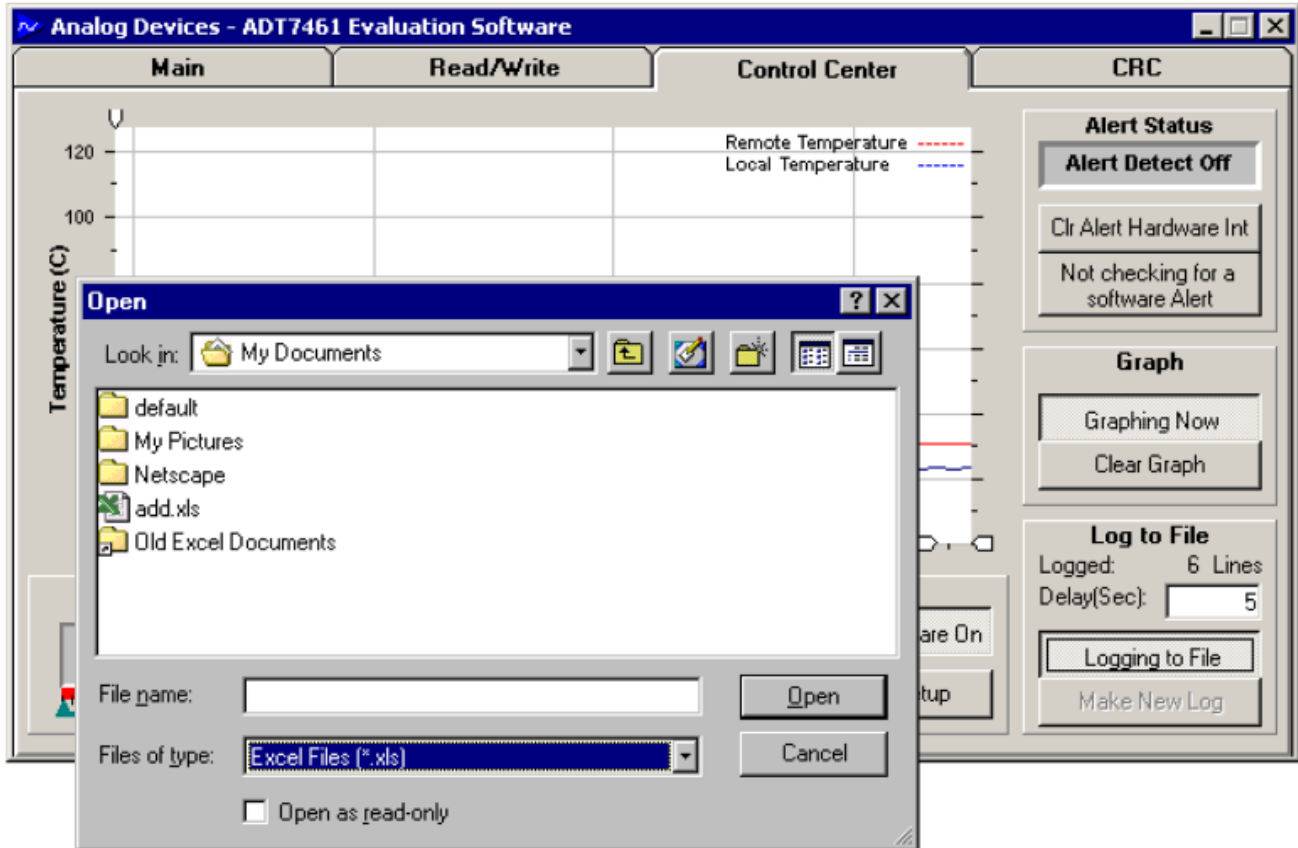 Analog Devices - ADT7461 Evaluation Software
Main
Read/Write
Control Center
CRC
120
100
Temperature (C)
Remote Temperature
Local Temperature
Alert Status
Alert Detect Off
Clr Alert Hardware Int
Not checking for a
software Alert
Graph
Graphing Now
Clear Graph
Log to File
Logged: 6 Lines
Delay(Sec): 5
Logging to File
Make New Log
are On
tup
Open
Look in: My Documents
default
My Pictures
Netscape
add.xls
Old Excel Documents
File name:
Open
Files of type: Excel Files (*.xls)
Cancel
Open as read-only